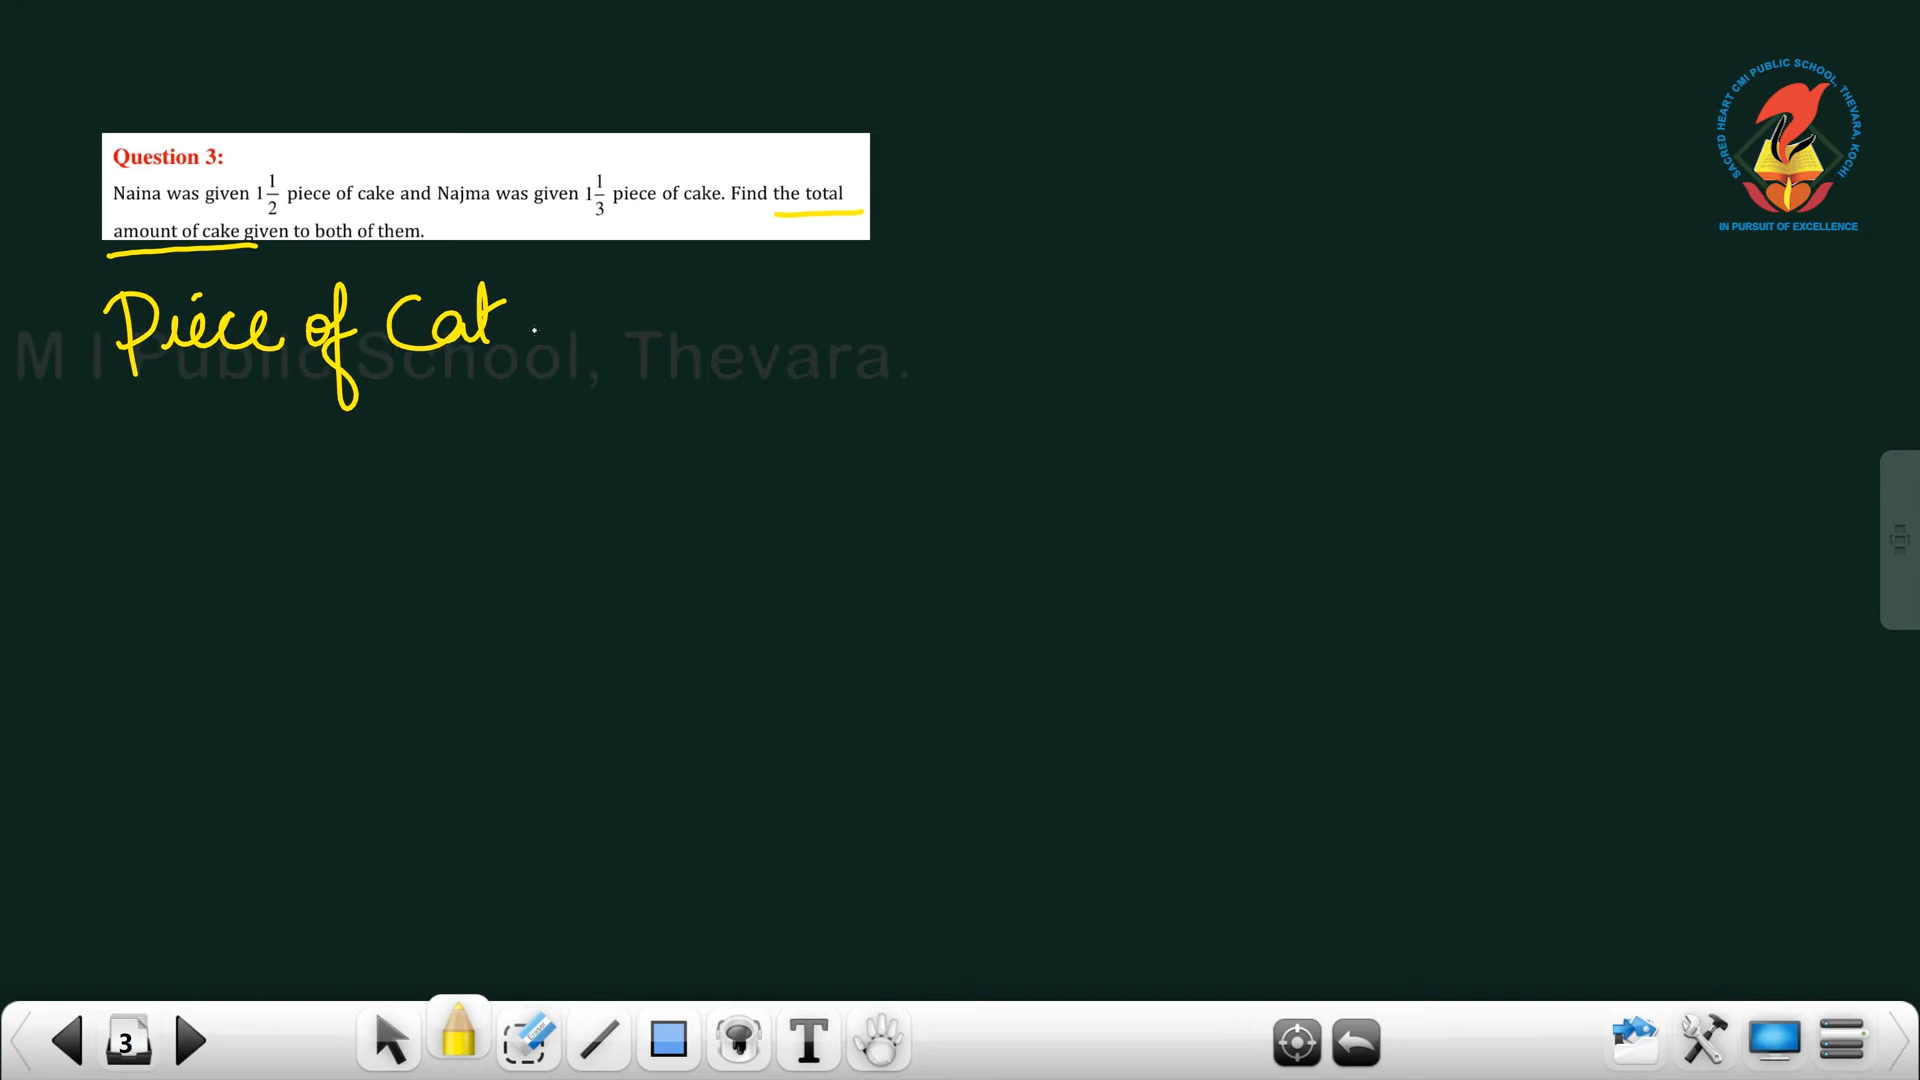 SACRED HEART CMI PUBLIC SCHOOL, THEVARA, KOCHI
IN PURSUIT OF EXCELLENCE
Question 3:
Naina was given 1 1/2 piece of cake and Najma was given 1 1/3 piece of cake. Find the total
amount of cake given to both of them.
Piece of Cat
M I Public School, Thevara.
3
Eraser
T